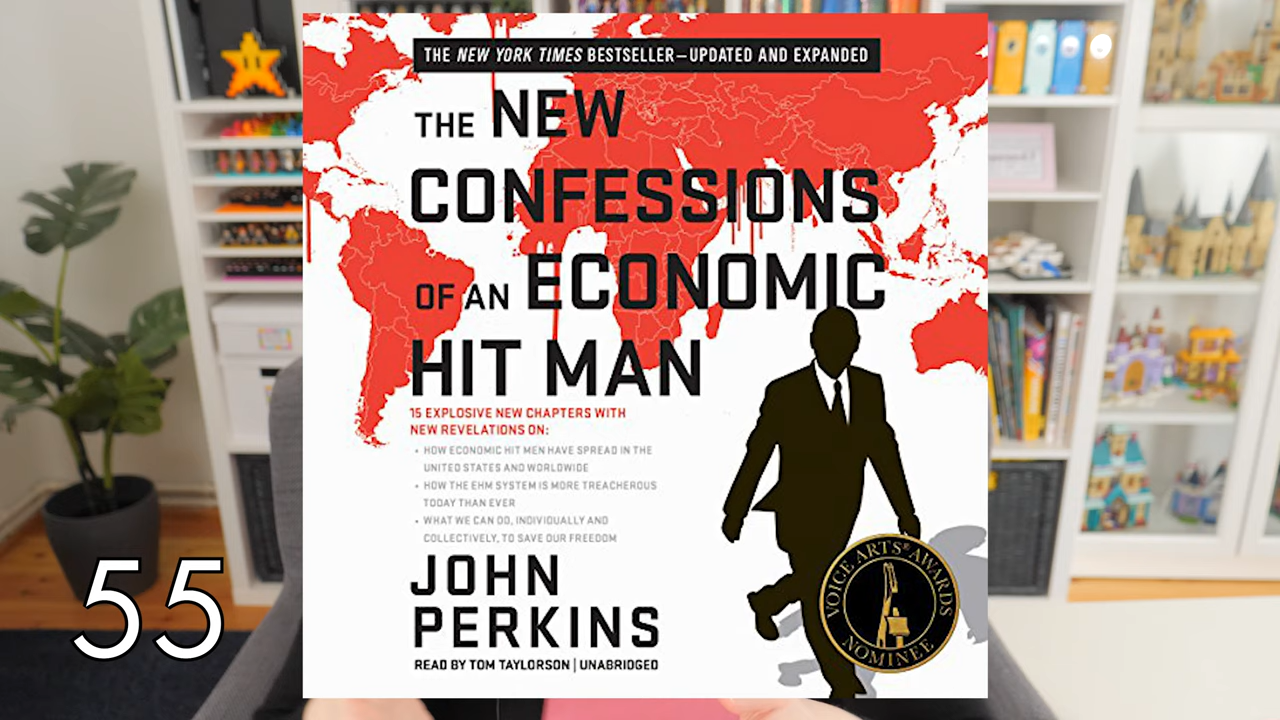 THE NEW YORK TIMES BESTSELLER—UPDATED AND EXPANDED
THE NEW
CONFESSIONS
OF AN ECONOMIC
HIT MAN
15 EXPLOSIVE NEW CHAPTERS WITH
NEW REVELATIONS ON:
• HOW ECONOMIC HIT MEN HAVE SPREAD IN THE
UNITED STATES AND WORLDWIDE
• HOW THE EHM SYSTEM IS MORE TREACHEROUS
TODAY THAN EVER
• WHAT WE CAN DO, INDIVIDUALLY AND
COLLECTIVELY, TO SAVE OUR FREEDOM
JOHN
PERKINS
READ BY TOM TAYLORSON | UNABRIDGED
VOICE ARTS® AWARDS
NOMINEE
55